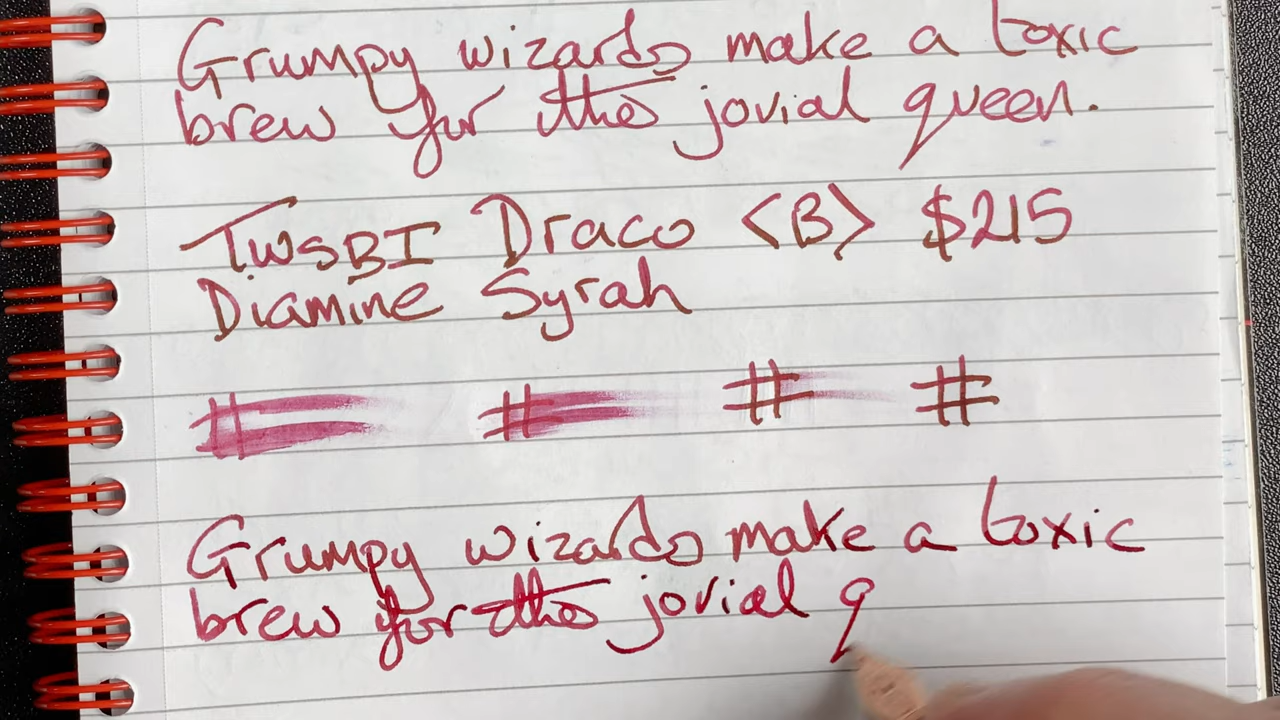 Grumpy wizards make a toxic
brew for the jovial queen.
TWSBI Draco <B> $215
Diamine Syrah
# # # #
Grumpy wizards make a toxic
brew for the jovial q